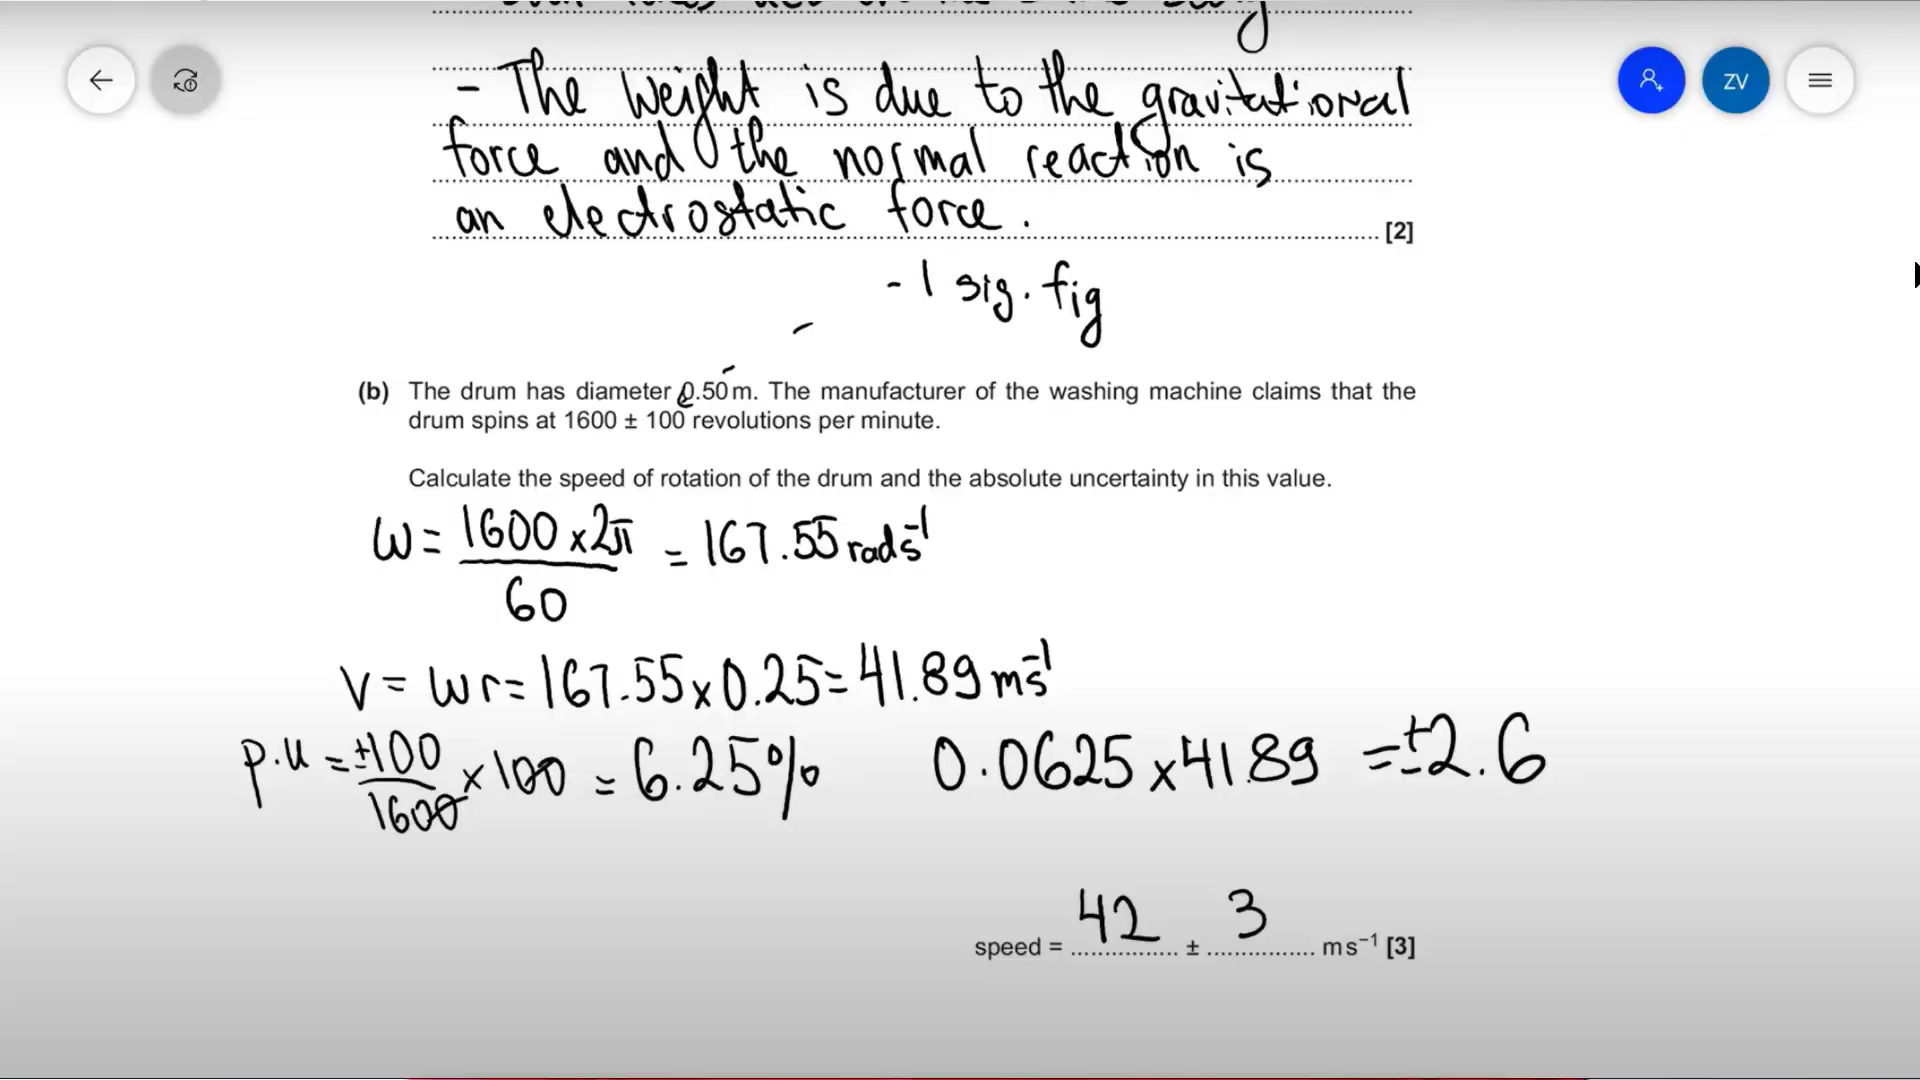 - The weight is due to the gravitational
force and the normal reaction is
an electrostatic force.
[2]
- 1 sig. fig
(b) The drum has diameter 0.50 m. The manufacturer of the washing machine claims that the
drum spins at 1600 ± 100 revolutions per minute.
Calculate the speed of rotation of the drum and the absolute uncertainty in this value.
ω = 1600 × 2π / 60 = 167.55 rad s⁻¹
v = ωr = 167.55 × 0.25 = 41.89 ms⁻¹
p.u = ±100 / 1600 × 100 = 6.25% 0.0625 × 41.89 = ±2.6
speed = 42 ± 3 m s⁻¹ [3]
ZV